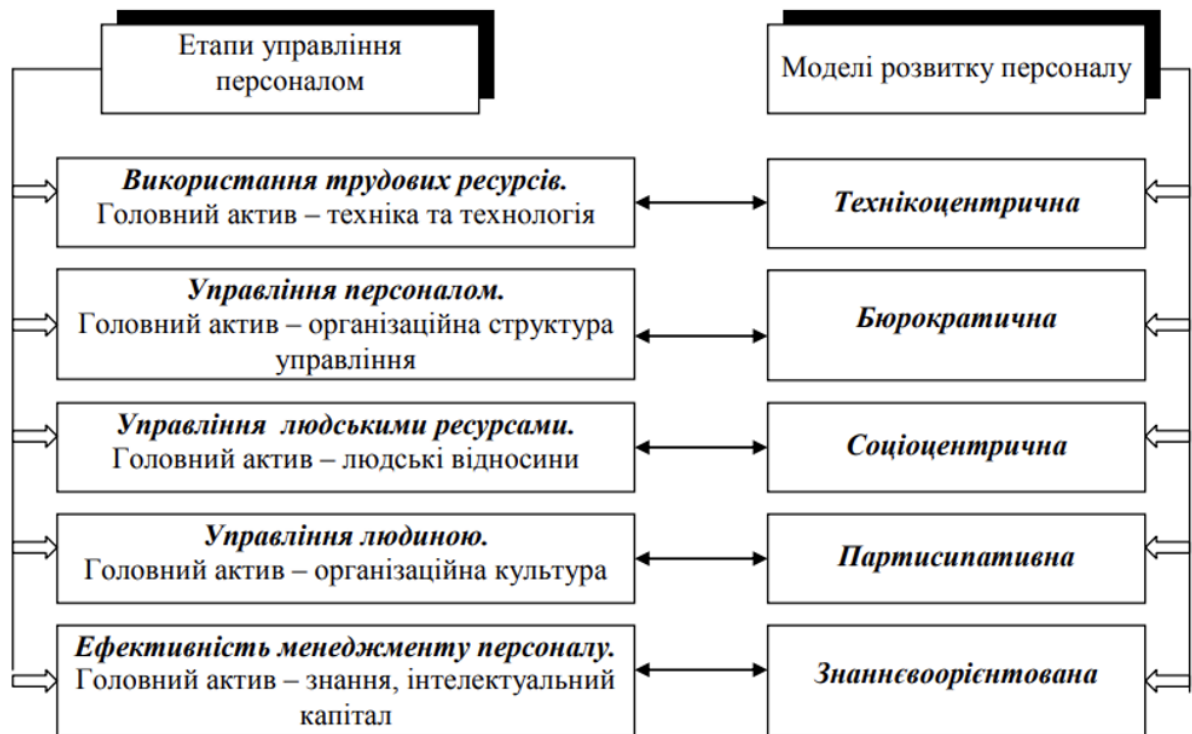 Етапи управління
персоналом
Моделі розвитку персоналу
Використання трудових ресурсів.
Головний актив – техніка та технологія
Технікоцентрична
Управління персоналом.
Головний актив – організаційна структура
управління
Бюрократична
Управління людськими ресурсами.
Головний актив – людські відносини
Соціоцентрична
Управління людиною.
Головний актив – організаційна культура
Партисипативна
Ефективність менеджменту персоналу.
Головний актив – знання, інтелектуальний
капітал
Знаннєвоорієнтована